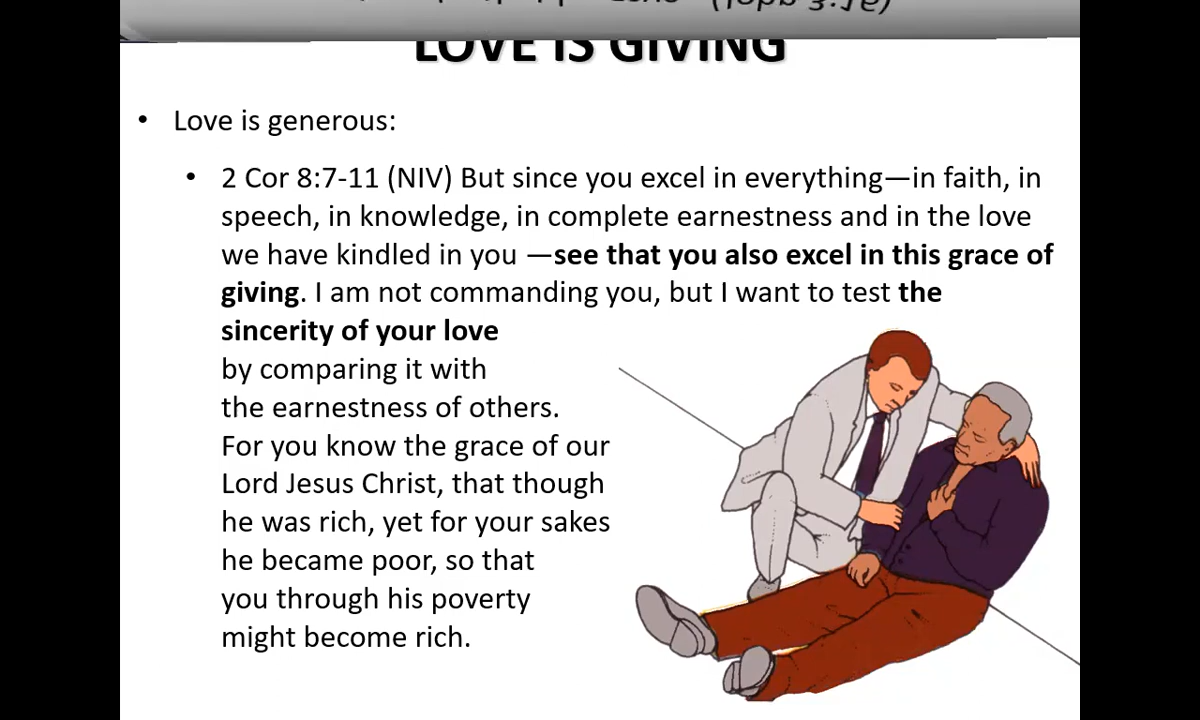 LOVE IS GIVING
• Love is generous:
• 2 Cor 8:7-11 (NIV) But since you excel in everything—in faith, in
speech, in knowledge, in complete earnestness and in the love
we have kindled in you —see that you also excel in this grace of
giving. I am not commanding you, but I want to test the
sincerity of your love
by comparing it with
the earnestness of others.
For you know the grace of our
Lord Jesus Christ, that though
he was rich, yet for your sakes
he became poor, so that
you through his poverty
might become rich.